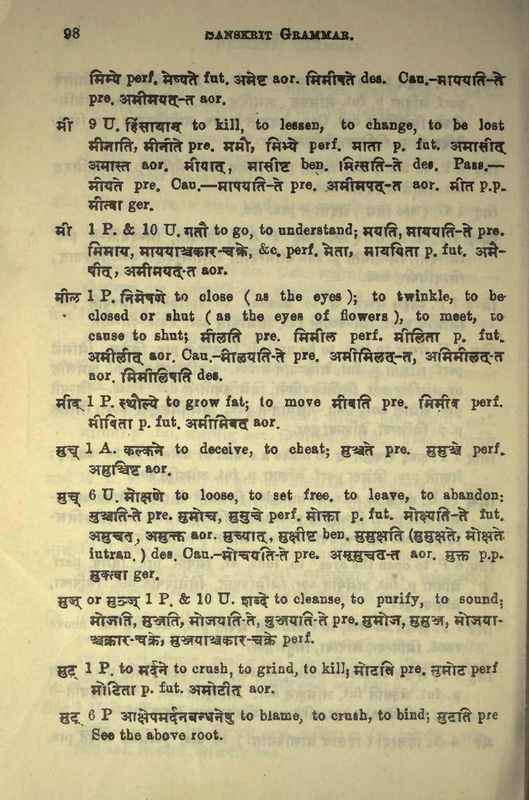 98 SANSKRIT GRAMMAR.
मिम्ये perf. मेष्यते fut. अमेष्ट aor. मिमीषते des. Cau.—माययति-ते
pre. अमीमयत्-त aor.
मी 9 U. हिंसायाम् to kill, to lessen, to change, to be lost
मीनाति, मीनीते pre. ममौ, मिम्ये perf. माता p. fut. अमासीत्
अमास्त aor. मीयात्, मासीष्ट ben. मित्सति-ते des. Pass.—
मीयते pre. Cau.—मापयति-ते pre. अमीमपत्-त aor. मीत p.p.
मीत्वा ger.
मी 1 P. & 10 U. गतौ to go, to understand; मयति, माययति-ते pre.
मिमाय, माययाञ्चकार-चक्रे, &c. perf. मेता, माययिता p. fut. अमै-
षीत्, अमीमयत्-त aor.
मील 1 P. निमेषणे to close ( as the eyes ); to twinkle, to be
closed or shut ( as the eyes of flowers ), to meet, to
cause to shut; मीलति pre. मिमील perf. मीलिता p. fut.
अमीलीत् aor. Cau.—मीलयति-ते pre. अमीमिलत्-त, अमिमीलत्-त
aor. मिमीलिषति des.
मीव् 1 P. स्थौल्ये to grow fat; to move मीवति pre. मिमीव perf.
मीविता p. fut. अमीमिवत् aor.
मुच् 1 A. कल्कने to deceive, to cheat; मुञ्चते pre. मुमुञ्चे perf.
अमुञ्चिष्ट aor.
मुच् 6 U. मोक्षणे to loose, to set free. to leave, to abandon;
मुञ्चति-ते pre. मुमोच, मुमुचे perf. मोक्ता p. fut. मोक्ष्यति-ते fut.
अमुचत्, अमुक्त aor. मुच्यात्, मुक्षीष्ट ben. मुमुक्षति (मुमुक्षते, मोक्षते
intran. ) des. Cau.—मोचयति-ते pre. अमूमुचत्-त aor. मुक्त p.p.
मुक्त्वा ger.
मुज् or मुञ्ज् 1 P. & 10 U. शब्दे to cleanse, to purify, to sound;
मोजति, मुञ्जति, मोजयति-ते, मुञ्जयति-ते pre. मुमोज, मुमुञ्ज, मोजया-
ञ्चक्रार-चक्रे, मुञ्जयाञ्चकार-चक्रे perf.
मुट् 1 P. to मर्दने to crush, to grind, to kill; मोटति pre. मुमोट perf
मोटिता p. fut. अमोटीत् aor.
मुट् 6 P आक्षेपमर्दनबन्धनेषु to blame, to crush, to bind; मुटति pre
See the above root.